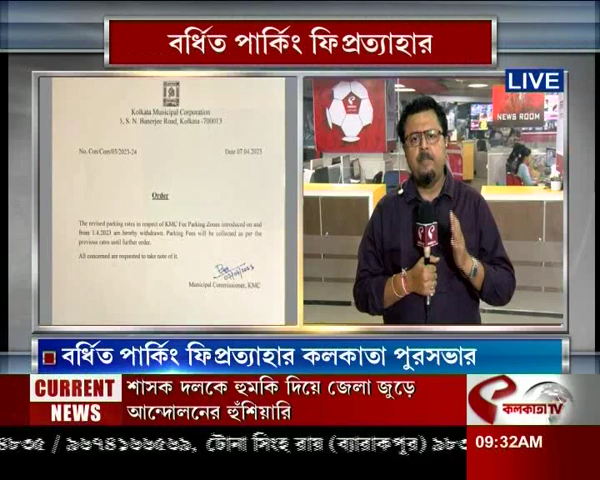 বর্ধিত পার্কিং ফি প্রত্যাহার
LIVE
NEWS ROOM
Kolkata Municipal Corporation
5, S. N. Banerjee Road, Kolkata -700013
No. Con/Com/03/2023-24 Date 07.04.2023
Order
The revised parking rates in respect of KMC Fee Parking Zones introduced on and
from 1.4.2023 are hereby withdrawn. Parking Fees will be collected as per the
previous rates until further order.
All concerned are requested to take note of it.
Municipal Commissioner, KMC
বর্ধিত পার্কিং ফি প্রত্যাহার কলকাতা পুরসভার
CURRENT NEWS
শাসক দলকে হুমকি দিয়ে জেলা জুড়ে
আন্দোলনের হুঁশিয়ারি
কলকাতা TV
৪৮৩৫ / ৯৬৭৪১৬৬৫৬৯, টোনা সিংহ রায় (ব্যারাকপুর) ৯৮৩
09:32AM